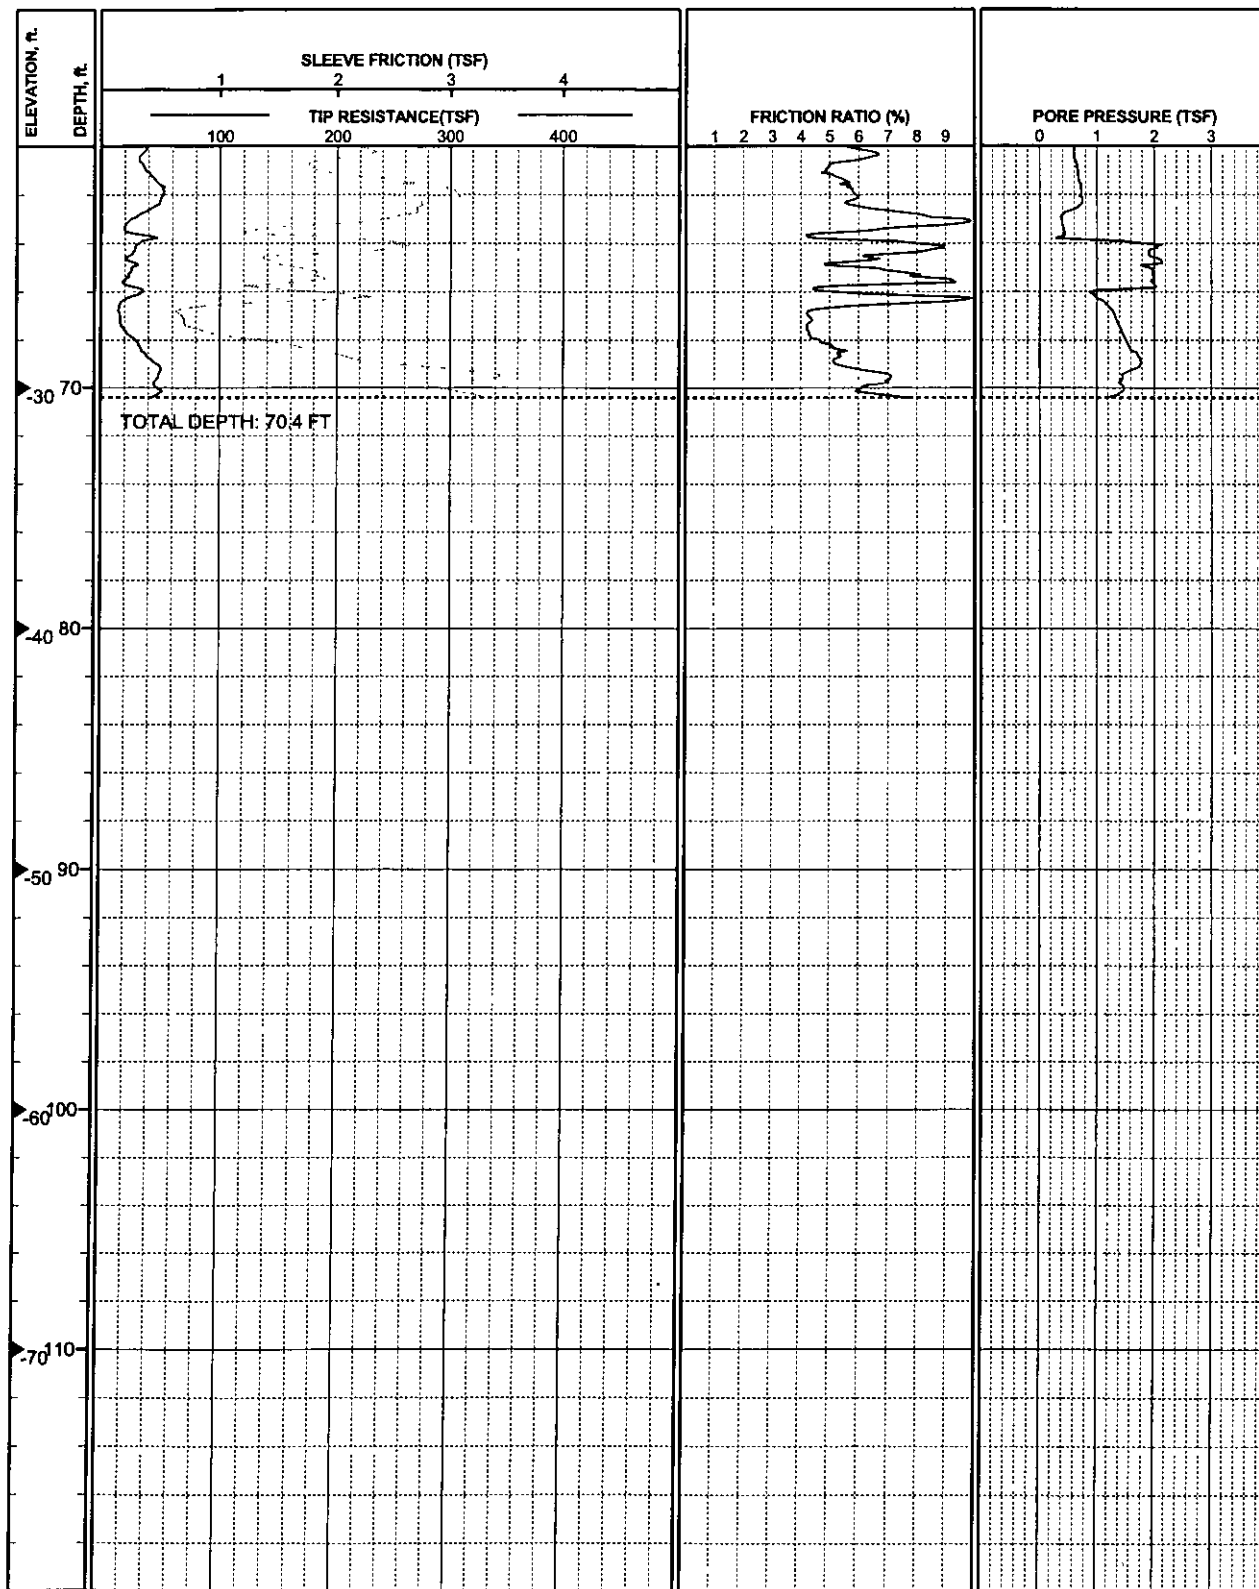 ELEVATION, ft.
DEPTH, ft.
SLEEVE FRICTION (TSF)
1 2 3 4
TIP RESISTANCE(TSF)
100 200 300 400
FRICTION RATIO (%)
1 2 3 4 5 6 7 8 9
PORE PRESSURE (TSF)
0 1 2 3
-30 70
TOTAL DEPTH: 70.4 FT
-40 80
-50 90
-60 100
-70 110